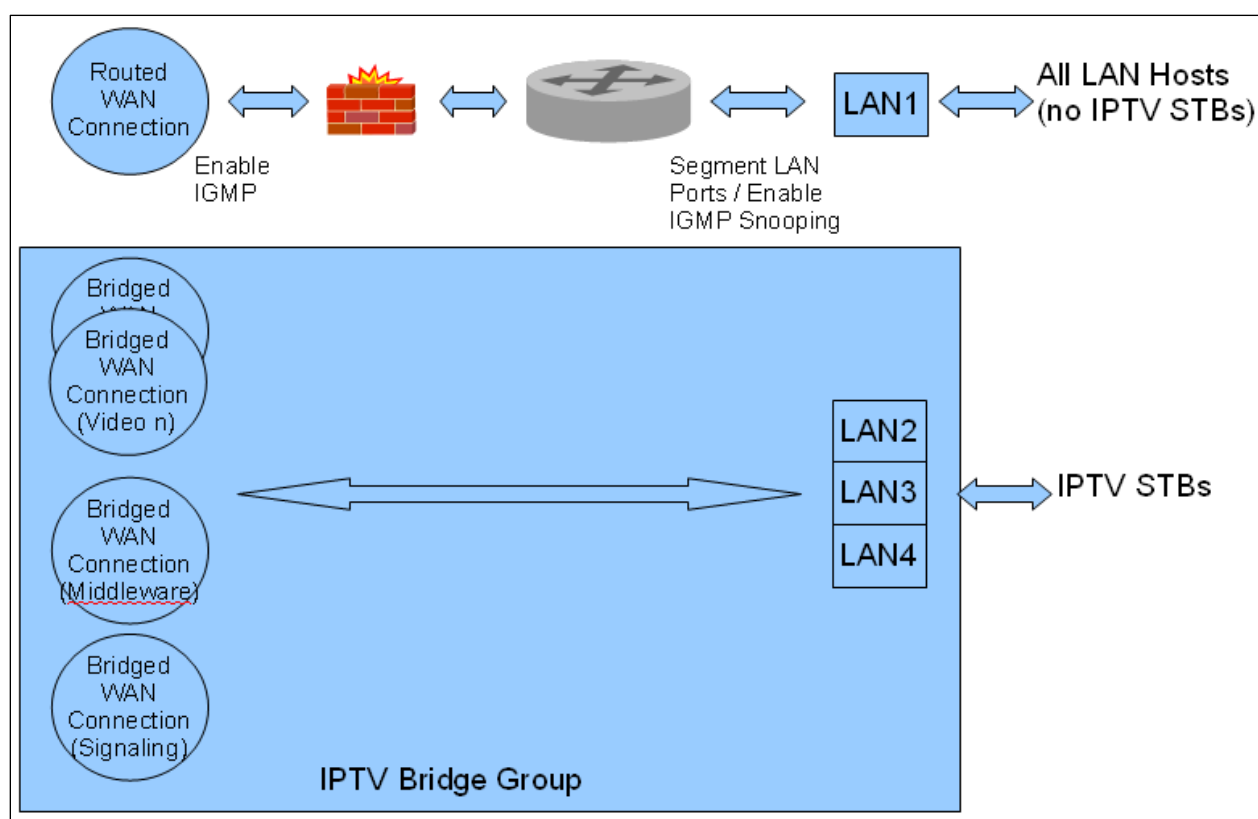 Routed
WAN
Connection
Enable
IGMP
Segment LAN
Ports / Enable
IGMP Snooping
LAN1
All LAN Hosts
(no IPTV STBs)
Bridged
WAN
Bridged
WAN
Connection
(Video n)
Bridged
WAN
Connection
(Middleware)
Bridged
WAN
Connection
(Signaling)
LAN2
LAN3
LAN4
IPTV STBs
IPTV Bridge Group